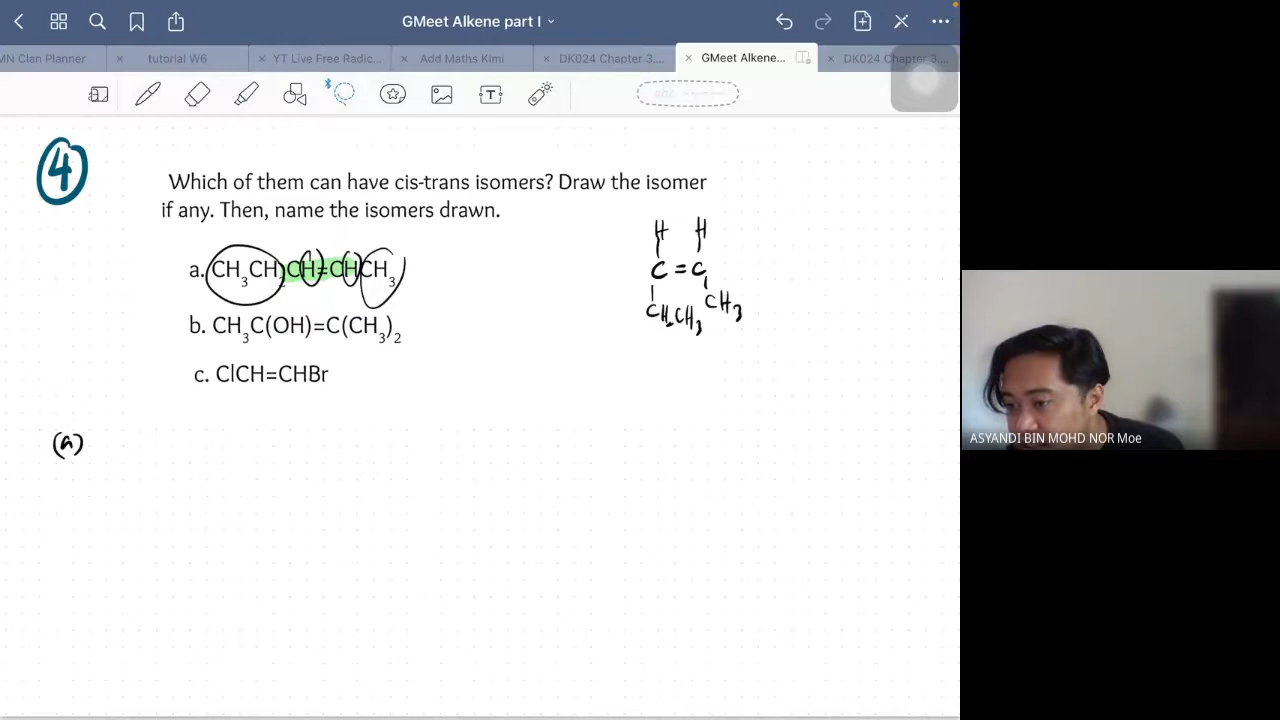 GMeet Alkene part I
MN Clan Planner
tutorial W6
YT Live Free Radic...
Add Maths Kimi
DK024 Chapter 3....
GMeet Alkene...
DK024 Chapter 3....
4
Which of them can have cis-trans isomers? Draw the isomer
if any. Then, name the isomers drawn.
H H
C = C
CH₂CH₃ CH₃
a. CH₃CH₂CH=CHCH₃
b. CH₃C(OH)=C(CH₃)₂
c. ClCH=CHBr
(a)
ASYANDI BIN MOHD NOR Moe